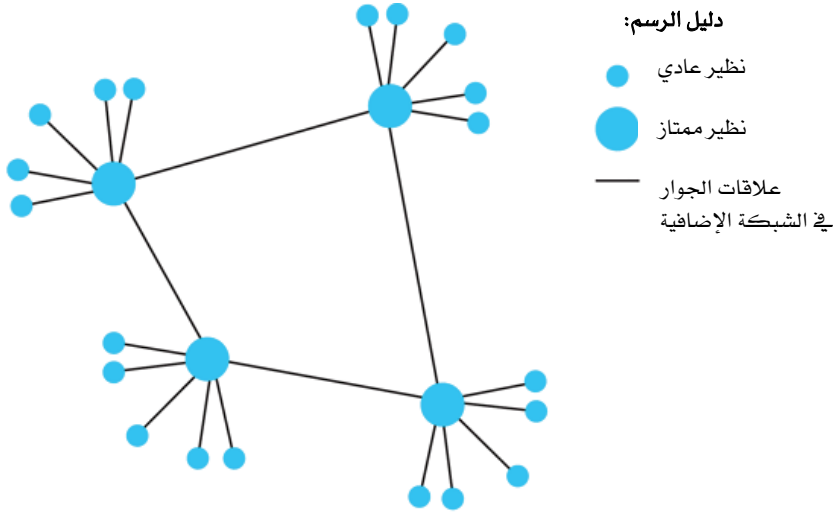 دليل الرسم:
نظير عادي
نظير ممتاز
علاقات الجوار
في الشبكة الإضافية